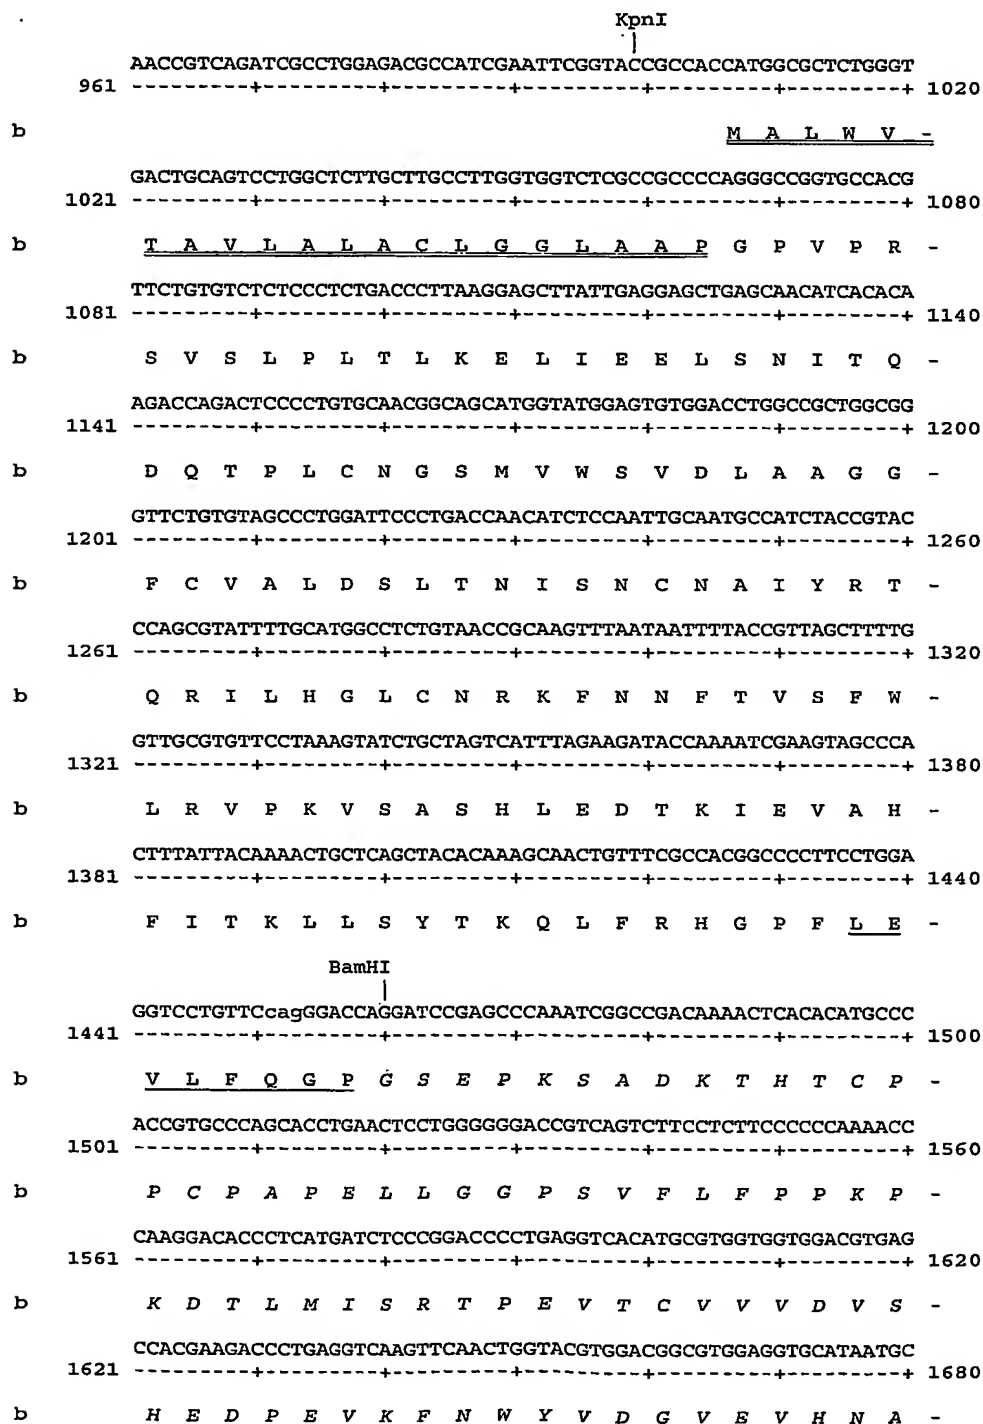 KpnI
AACCGTCAGATCGCCTGGAGACGCCATCGAATTCGGTACCGCCACCATGGCGCTCTGGGT
961 ---------+---------+---------+---------+---------+---------+ 1020
b M A L W V -
GACTGCAGTCCTGGCTCTTGCTTGCCTTGGTGGTCTCGCCGCCCCAGGGCCGGTGCCACG
1021 ---------+---------+---------+---------+---------+---------+ 1080
b T A V L A L A C L G G L A A P G P V P R -
TTCTGTGTCTCTCCCTCTGACCCTTAAGGAGCTTATTGAGGAGCTGAGCAACATCACACA
1081 ---------+---------+---------+---------+---------+---------+ 1140
b S V S L P L T L K E L I E E L S N I T Q -
AGACCAGACTCCCCTGTGCAACGGCAGCATGGTATGGAGTGTGGACCTGGCCGCTGGCGG
1141 ---------+---------+---------+---------+---------+---------+ 1200
b D Q T P L C N G S M V W S V D L A A G G -
GTTCTGTGTAGCCCTGGATTCCCTGACCAACATCTCCAATTGCAATGCCATCTACCGTAC
1201 ---------+---------+---------+---------+---------+---------+ 1260
b F C V A L D S L T N I S N C N A I Y R T -
CCAGCGTATTTTGCATGGCCTCTGTAACCGCAAGTTTAATAATTTTACCGTTAGCTTTTG
1261 ---------+---------+---------+---------+---------+---------+ 1320
b Q R I L H G L C N R K F N N F T V S F W -
GTTGCGTGTTCCTAAAGTATCTGCTAGTCATTTAGAAGATACCAAAATCGAAGTAGCCCA
1321 ---------+---------+---------+---------+---------+---------+ 1380
b L R V P K V S A S H L E D T K I E V A H -
CTTTATTACAAAACTGCTCAGCTACACAAAGCAACTGTTTCGCCACGGCCCCTTCCTGGA
1381 ---------+---------+---------+---------+---------+---------+ 1440
b F I T K L L S Y T K Q L F R H G P F L E -
BamHI
GGTCCTGTTCcagGGACCAGGATCCGAGCCCAAATCGGCCGACAAAACTCACACATGCCC
1441 ---------+---------+---------+---------+---------+---------+ 1500
b V L F Q G P G S E P K S A D K T H T C P -
ACCGTGCCCAGCACCTGAACTCCTGGGGGGACCGTCAGTCTTCCTCTTCCCCCCAAAACC
1501 ---------+---------+---------+---------+---------+---------+ 1560
b P C P A P E L L G G P S V F L F P P K P -
CAAGGACACCCTCATGATCTCCCGGACCCCTGAGGTCACATGCGTGGTGGTGGACGTGAG
1561 ---------+---------+---------+---------+---------+---------+ 1620
b K D T L M I S R T P E V T C V V V D V S -
CCACGAAGACCCTGAGGTCAAGTTCAACTGGTACGTGGACGGCGTGGAGGTGCATAATGC
1621 ---------+---------+---------+---------+---------+---------+ 1680
b H E D P E V K F N W Y V D G V E V H N A -